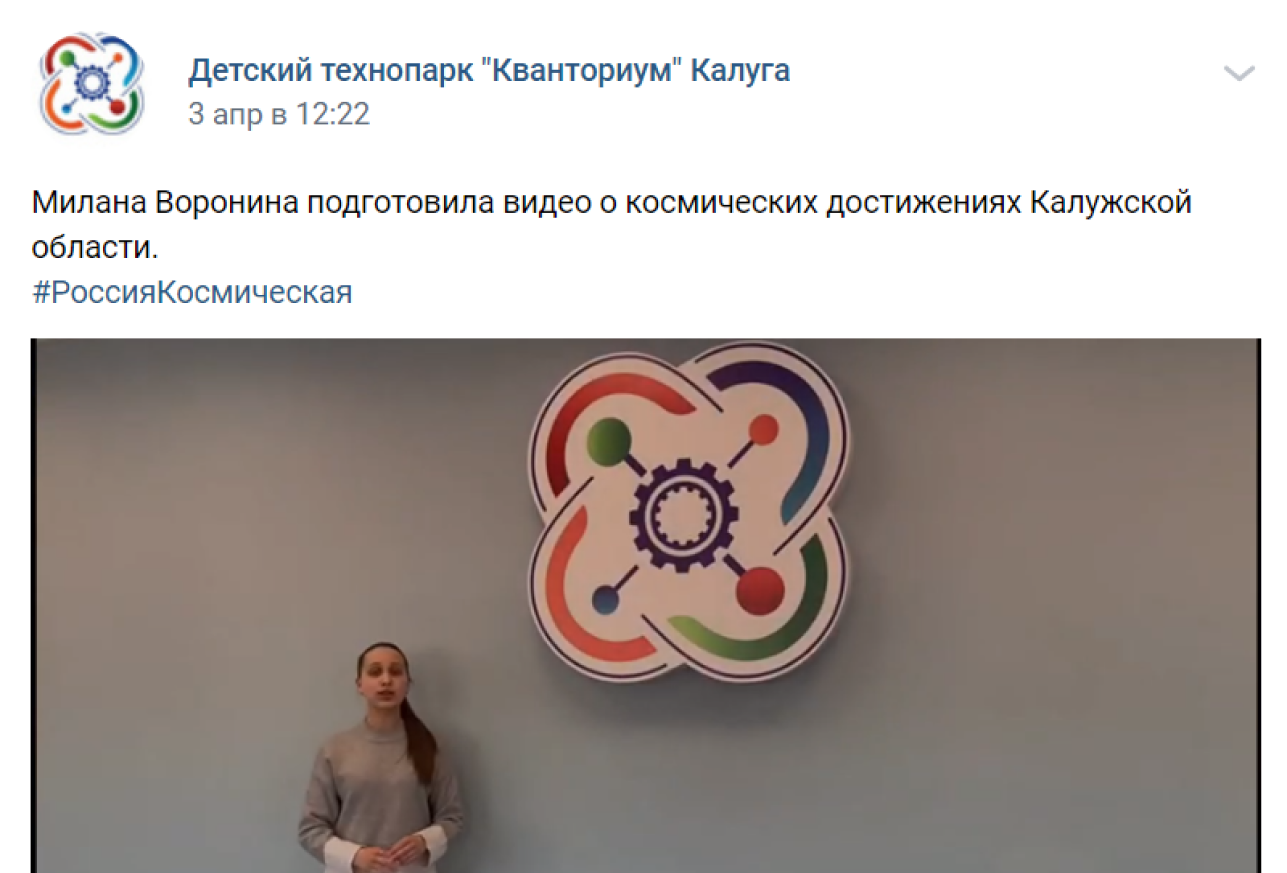 Детский технопарк "Кванториум" Калуга
3 апр в 12:22
Милана Воронина подготовила видео о космических достижениях Калужской
области.
#РоссияКосмическая